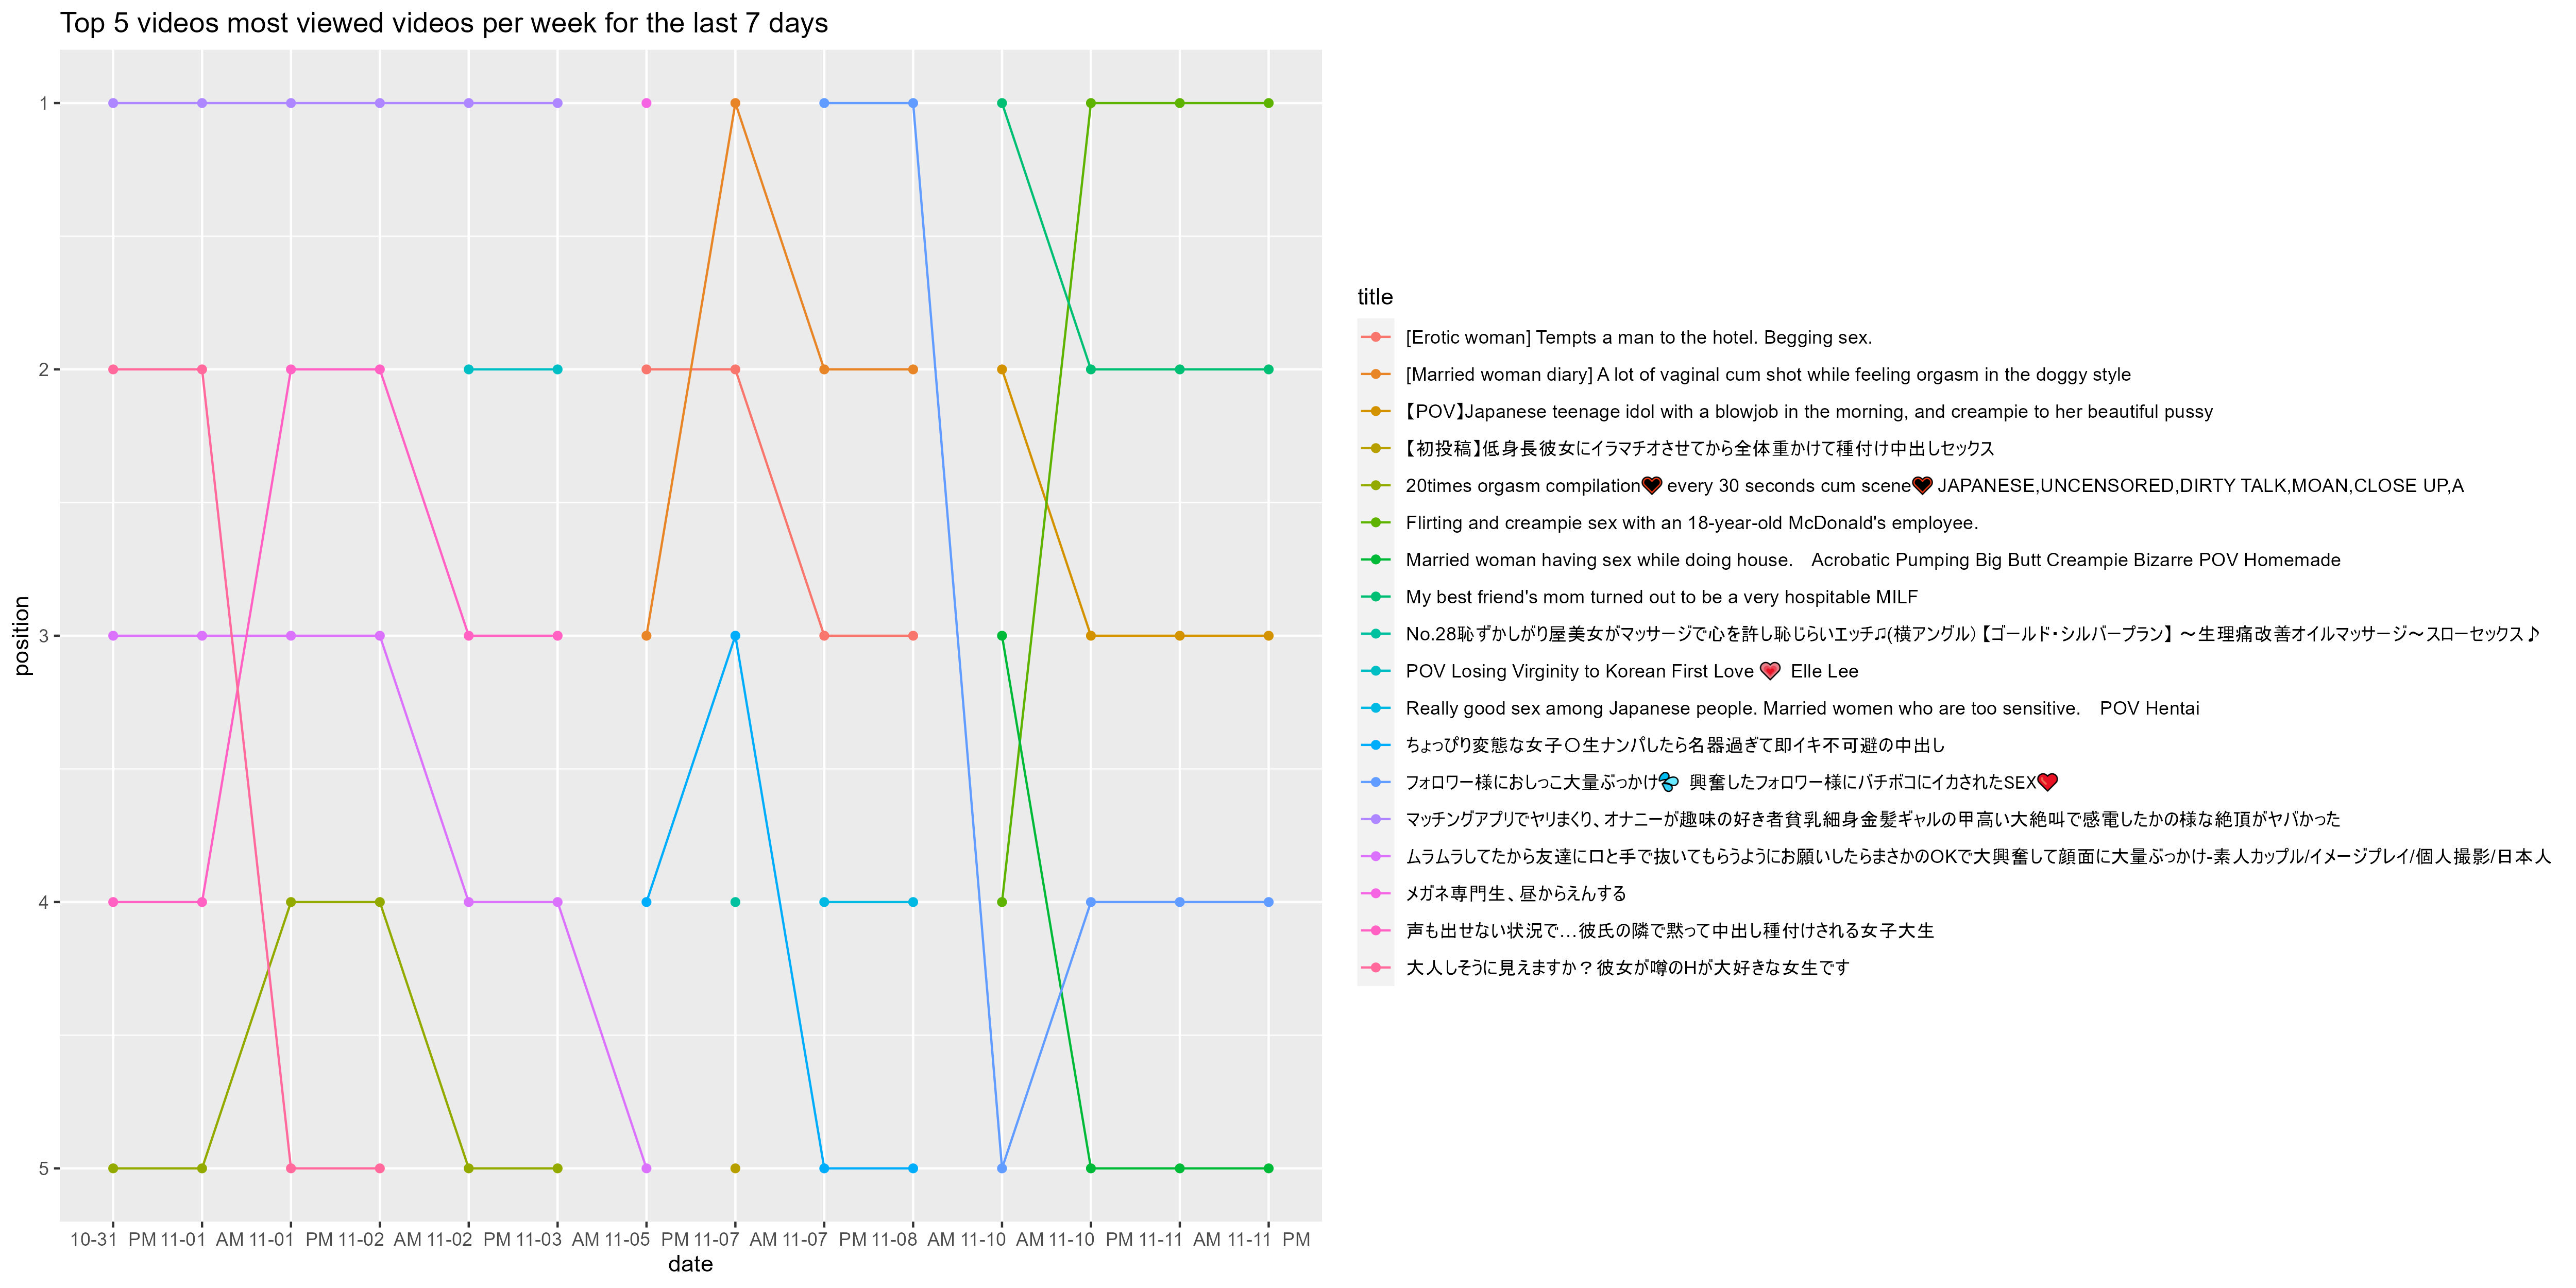 Top 5 videos most viewed videos per week for the last 7 days
position
1
2
3
4
5
10-31 PM 11-01 AM 11-01 PM 11-02 AM 11-02 PM 11-03 AM 11-05 PM 11-07 AM 11-07 PM 11-08 AM 11-10 AM 11-10 PM 11-11 AM 11-11 PM
date
title
[Erotic woman] Tempts a man to the hotel. Begging sex.
[Married woman diary] A lot of vaginal cum shot while feeling orgasm in the doggy style
【POV】Japanese teenage idol with a blowjob in the morning, and creampie to her beautiful pussy
【初投稿】低身長彼女にイラマチオさせてから全体重かけて種付け中出しセックス
20times orgasm compilation🖤 every 30 seconds cum scene🖤 JAPANESE,UNCENSORED,DIRTY TALK,MOAN,CLOSE UP,A
Flirting and creampie sex with an 18-year-old McDonald's employee.
Married woman having sex while doing house.　Acrobatic Pumping Big Butt Creampie Bizarre POV Homemade
My best friend's mom turned out to be a very hospitable MILF
No.28恥ずかしがり屋美女がマッサージで心を許し恥じらいエッチ♫(横アングル)【ゴールド・シルバープラン】～生理痛改善オイルマッサージ～スローセックス♪
POV Losing Virginity to Korean First Love 💗 Elle Lee
Really good sex among Japanese people. Married women who are too sensitive.　POV Hentai
ちょっぴり変態な女子〇生ナンパしたら名器過ぎて即イキ不可避の中出し
フォロワー様におしっこ大量ぶっかけ💦 興奮したフォロワー様にバチボコにイカされたSEX❤
マッチングアプリでヤリまくり、オナニーが趣味の好き者貧乳細身金髪ギャルの甲高い大絶叫で感電したかの様な絶頂がヤバかった
ムラムラしてたから友達に口と手で抜いてもらうようにお願いしたらまさかのOKで大興奮して顔面に大量ぶっかけ-素人カップル/イメージプレイ/個人撮影/日本人
メガネ専門生、昼からえんする
声も出せない状況で…彼氏の隣で黙って中出し種付けされる女子大生
大人しそうに見えますか？彼女が噂のHが大好きな女生です